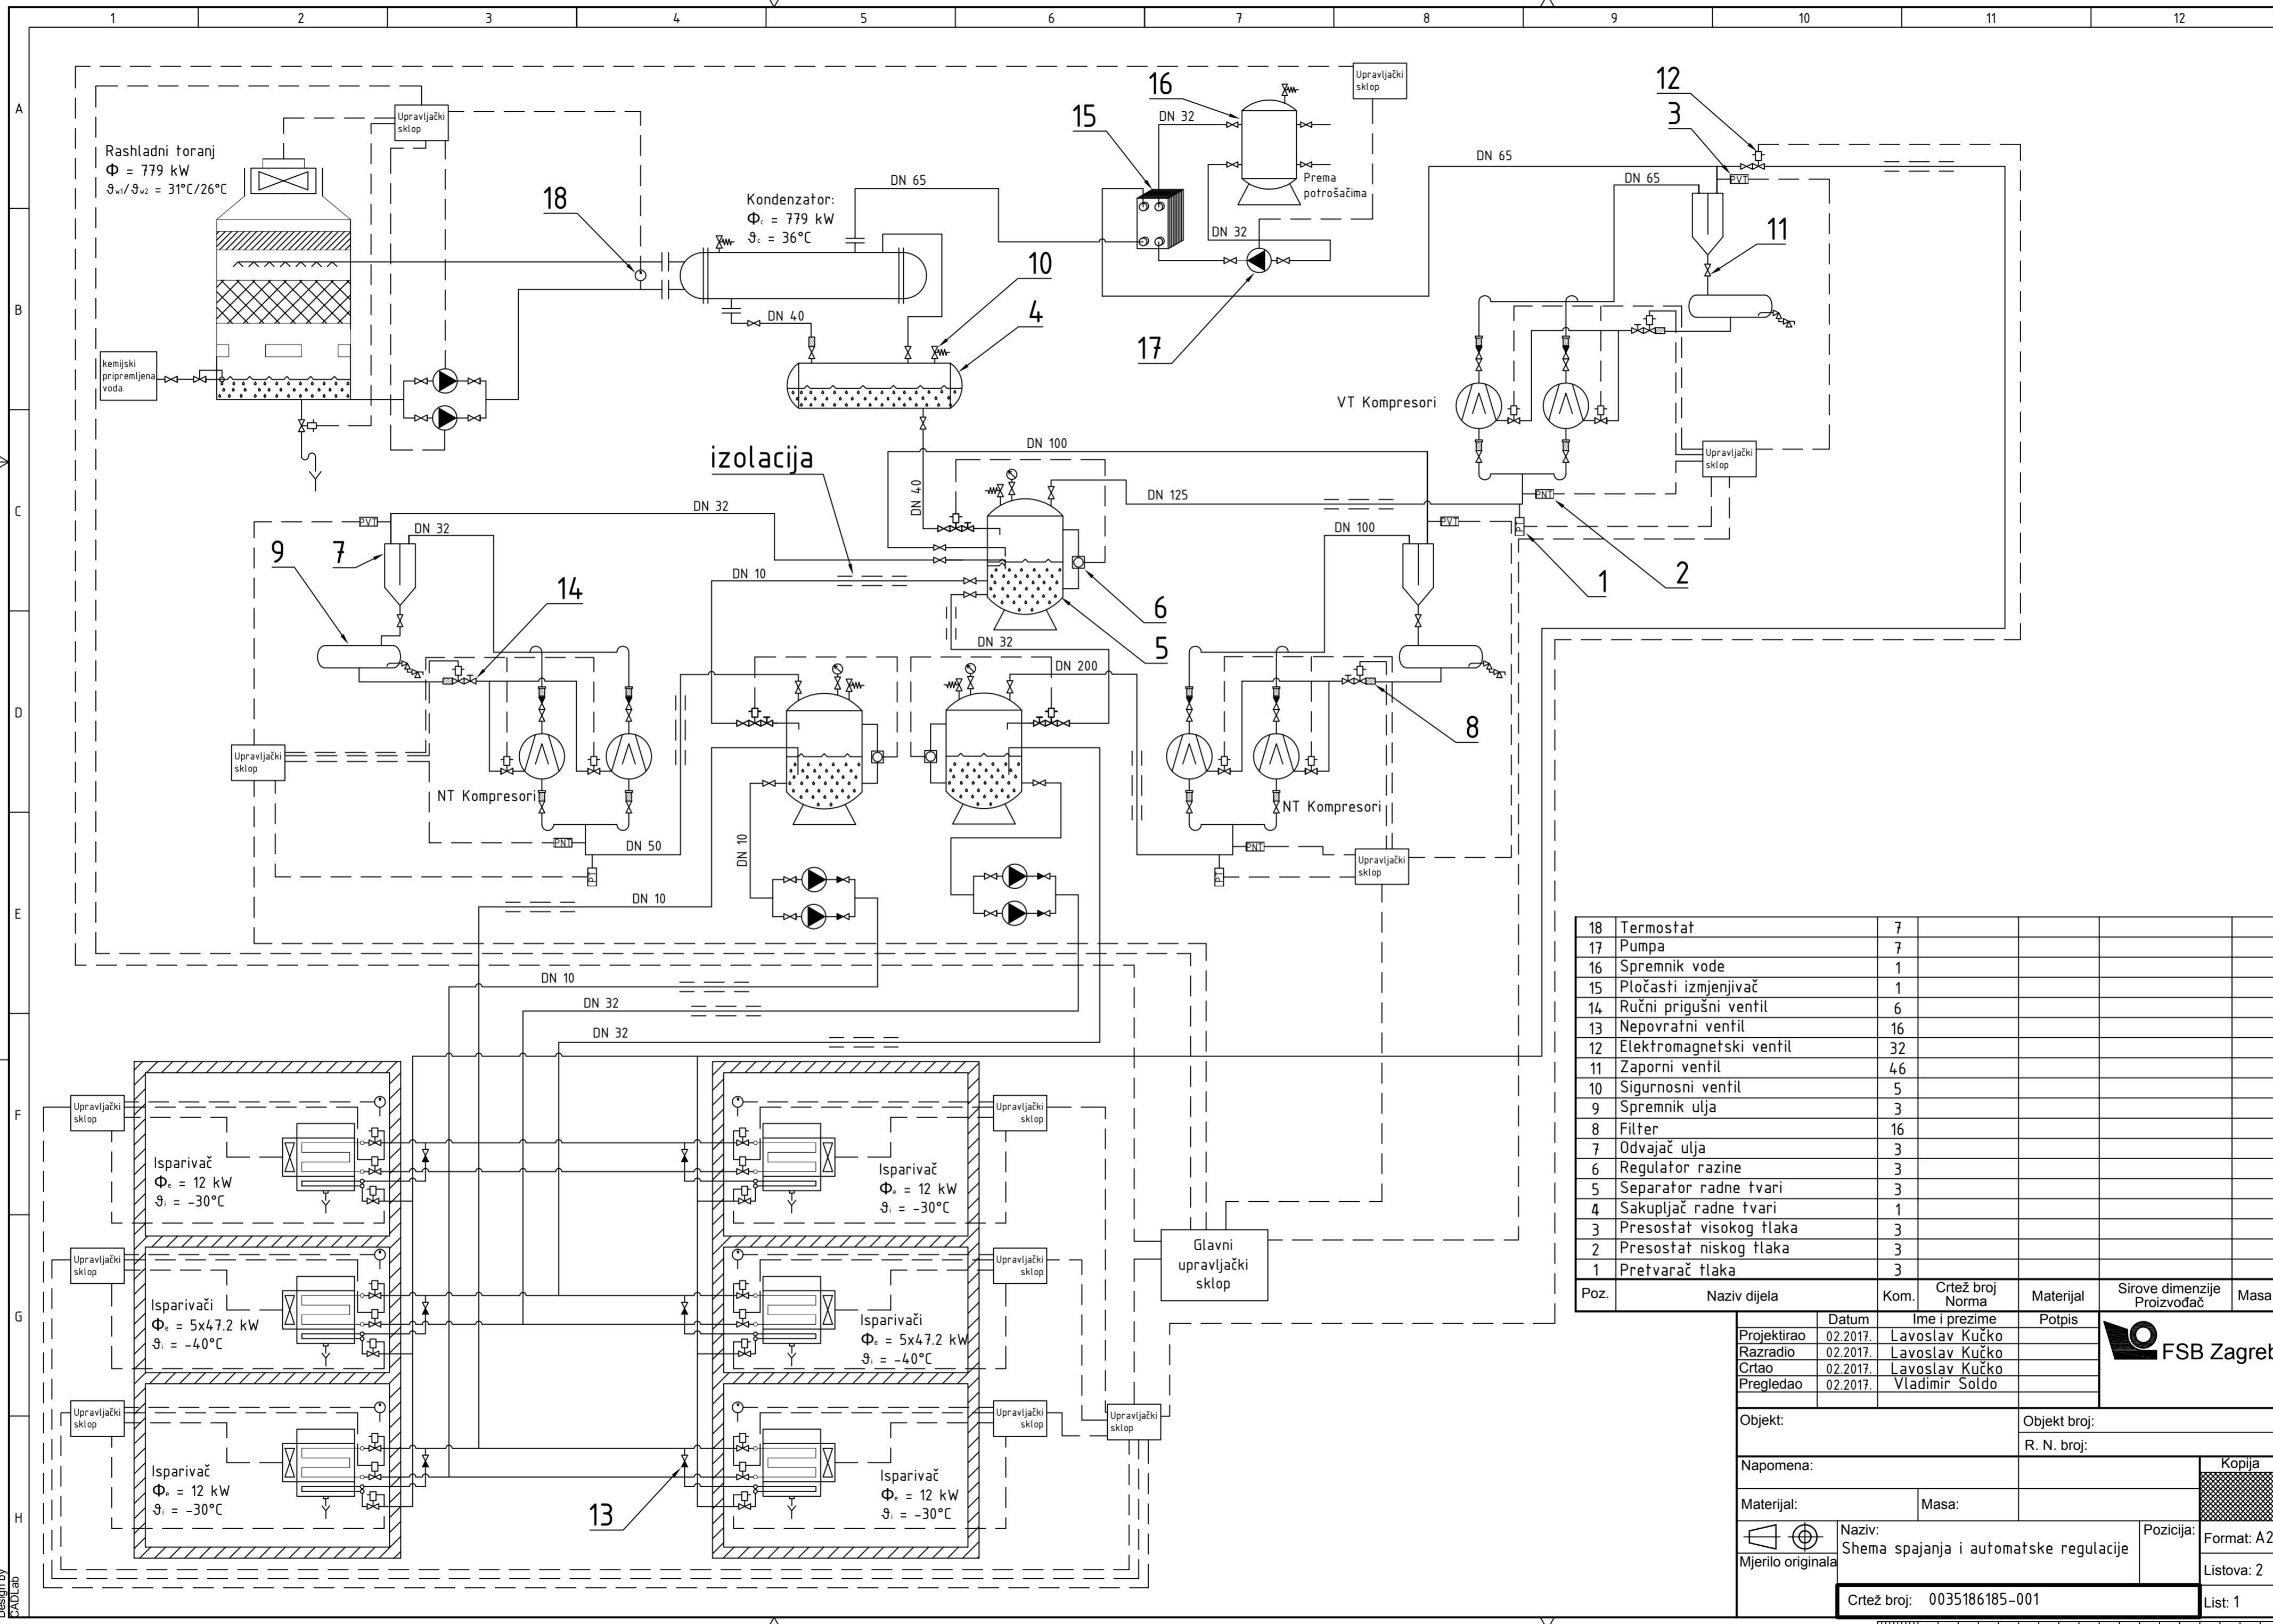 1 2 3 4 5 6 7 8 9 10 11 12
A
B
C
D
E
F
G
H
Rashladni toranj
Φ = 779 kW
ϑw1/ϑw2 = 31°C/26°C
Upravljački
sklop
kemijski
pripremljena
voda
18
Kondenzator:
Φc = 779 kW
ϑc = 36°C
DN 65
DN 40
10
4
15
16
DN 32
DN 32
17
Prema
potrošačima
Upravljački
sklop
DN 65
12
3
PVT
DN 65
11
VT Kompresori
Upravljački
sklop
PNT
PT
1
2
izolacija
DN 100
DN 40
DN 125
DN 32
PVT
DN 32
9
7
14
DN 10
DN 32
6
5
DN 200
DN 100
PVT
8
Upravljački
sklop
NT Kompresori
PNT
PT
DN 50
DN 10
NT Kompresori
PNT
PT
Upravljački
sklop
DN 10
DN 10
DN 32
DN 32
Upravljački
sklop
Isparivač
Φe = 12 kW
ϑi = -30°C
Isparivač
Φe = 12 kW
ϑi = -30°C
Upravljački
sklop
Upravljački
sklop
Isparivači
Φe = 5x47.2 kW
ϑi = -40°C
Isparivači
Φe = 5x47.2 kW
ϑi = -40°C
Upravljački
sklop
Upravljački
sklop
Isparivač
Φe = 12 kW
ϑi = -30°C
13
Isparivač
Φe = 12 kW
ϑi = -30°C
Upravljački
sklop
Upravljački
sklop
Glavni
upravljački
sklop
18 Termostat 7
17 Pumpa 7
16 Spremnik vode 1
15 Pločasti izmjenjivač 1
14 Ručni prigušni ventil 6
13 Nepovratni ventil 16
12 Elektromagnetski ventil 32
11 Zaporni ventil 46
10 Sigurnosni ventil 5
9 Spremnik ulja 3
8 Filter 16
7 Odvajač ulja 3
6 Regulator razine 3
5 Separator radne tvari 3
4 Sakupljač radne tvari 1
3 Presostat visokog tlaka 3
2 Presostat niskog tlaka 3
1 Pretvarač tlaka 3
Poz. Naziv dijela Kom. Crtež broj Norma Materijal Sirove dimenzije Proizvođač Masa
Datum Ime i prezime Potpis
Projektirao 02.2017. Lavoslav Kučko
Razradio 02.2017. Lavoslav Kučko
Crtao 02.2017. Lavoslav Kučko
Pregledao 02.2017. Vladimir Soldo
FSB Zagreb
Objekt: Objekt broj:
R. N. broj:
Napomena: Kopija
Materijal: Masa:
Naziv: Pozicija: Format: A2
Shema spajanja i automatske regulacije
Mjerilo originala
Listova: 2
Crtež broj: 0035186185-001
List: 1
Design by
CADLab